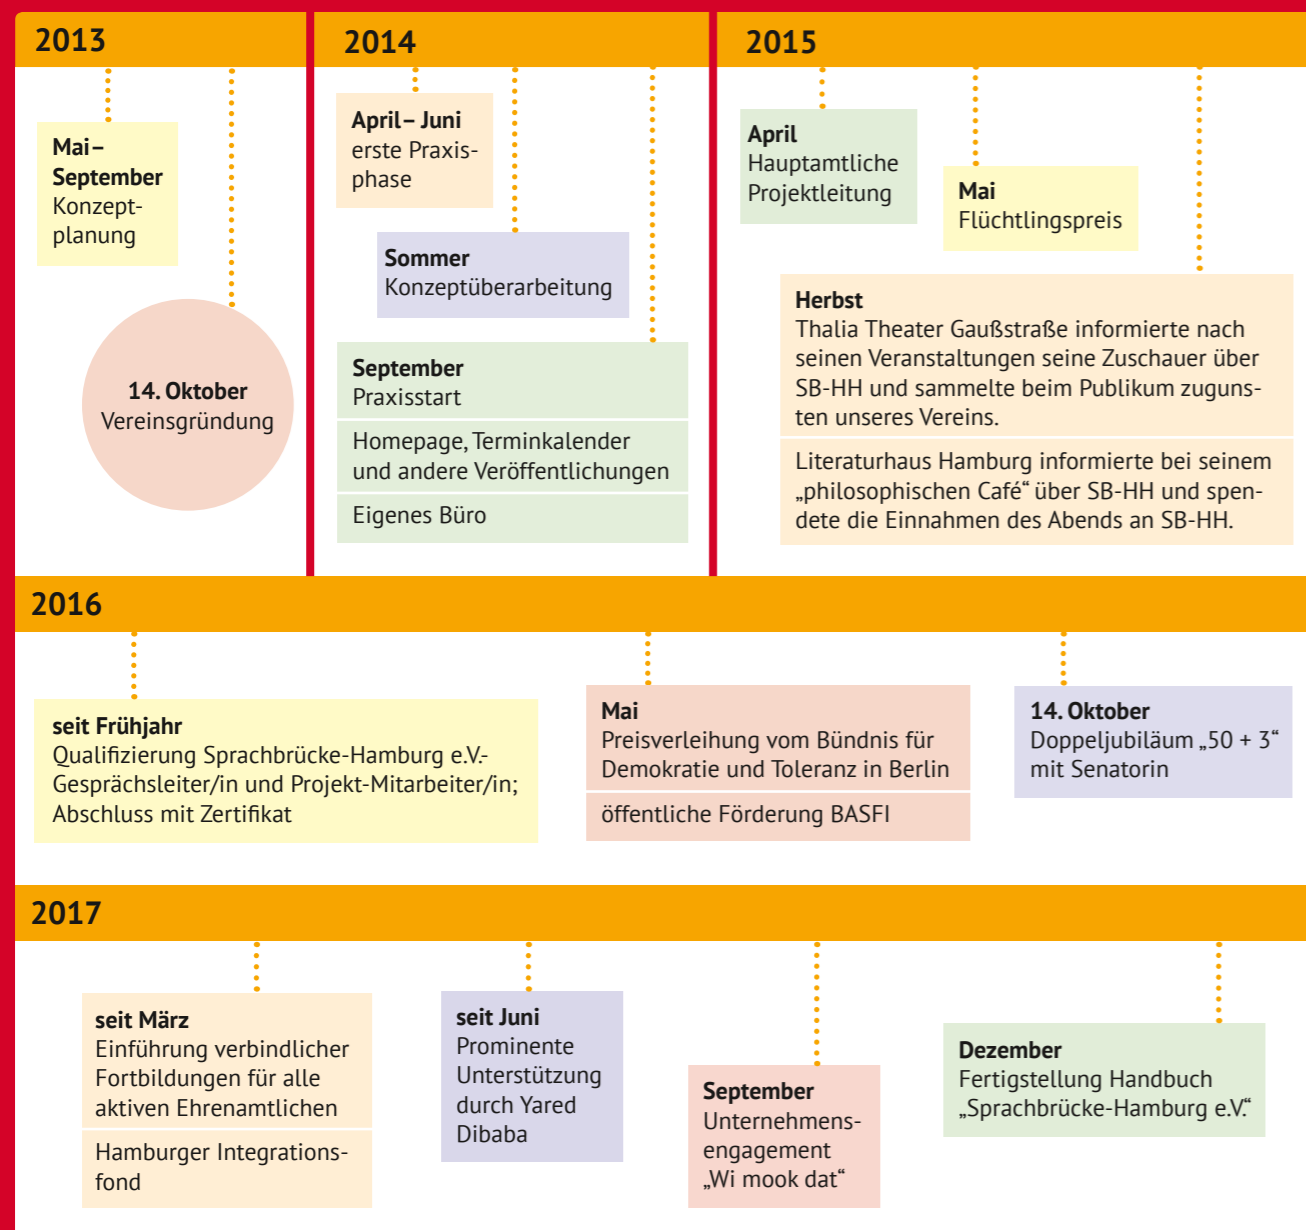 2013
Mai–
September
Konzept-
planung
14. Oktober
Vereinsgründung
2014
April– Juni
erste Praxis-
phase
Sommer
Konzeptüberarbeitung
September
Praxisstart
Homepage, Terminkalender
und andere Veröffentlichungen
Eigenes Büro
2015
April
Hauptamtliche
Projektleitung
Mai
Flüchtlingspreis
Herbst
Thalia Theater Gaußstraße informierte nach
seinen Veranstaltungen seine Zuschauer über
SB-HH und sammelte beim Publikum zuguns-
ten unseres Vereins.
Literaturhaus Hamburg informierte bei seinem
„philosophischen Café“ über SB-HH und spen-
dete die Einnahmen des Abends an SB-HH.
2016
seit Frühjahr
Qualifizierung Sprachbrücke-Hamburg e.V.-
Gesprächsleiter/in und Projekt-Mitarbeiter/in;
Abschluss mit Zertifikat
Mai
Preisverleihung vom Bündnis für
Demokratie und Toleranz in Berlin
öffentliche Förderung BASFI
14. Oktober
Doppeljubiläum „50 + 3“
mit Senatorin
2017
seit März
Einführung verbindlicher
Fortbildungen für alle
aktiven Ehrenamtlichen
Hamburger Integrations-
fond
seit Juni
Prominente
Unterstützung
durch Yared
Dibaba
September
Unternehmens-
engagement
„Wi mook dat“
Dezember
Fertigstellung Handbuch
„Sprachbrücke-Hamburg e.V.“